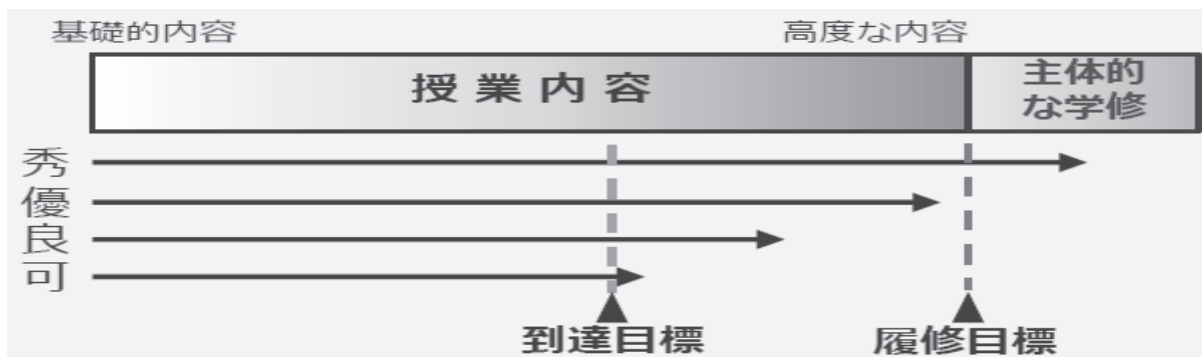 基礎的内容 高度な内容
授業内容 主体的
な学修
秀
優
良
可
到達目標 履修目標